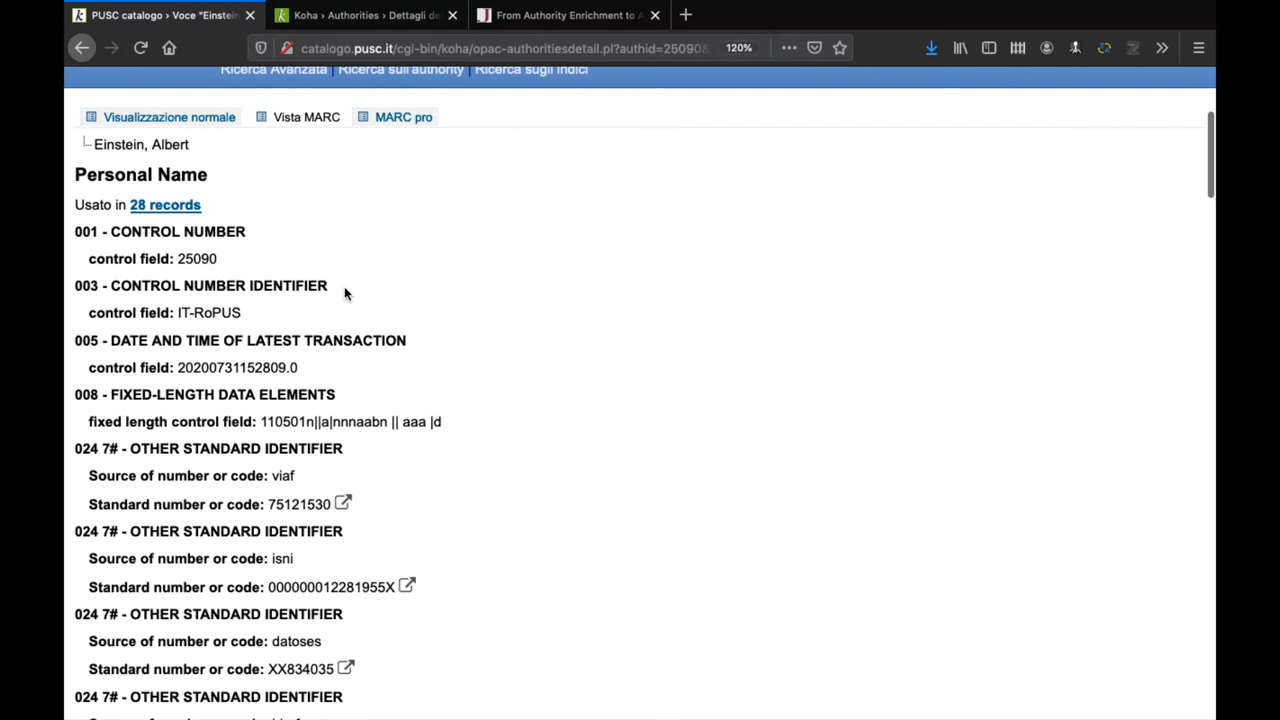 PUSC catalogo » Voce "Einstein
Koha › Authorities › Dettagli de
From Authority Enrichment to A
catalogo.pusc.it/cgi-bin/koha/opac-authoritiesdetail.pl?authid=25090&
120%
Ricerca Avanzata | Ricerca sull'authority | Ricerca sugli indici
Visualizzazione normale Vista MARC MARC pro
Einstein, Albert
Personal Name
Usato in 28 records
001 - CONTROL NUMBER
control field: 25090
003 - CONTROL NUMBER IDENTIFIER
control field: IT-RoPUS
005 - DATE AND TIME OF LATEST TRANSACTION
control field: 20200731152809.0
008 - FIXED-LENGTH DATA ELEMENTS
fixed length control field: 110501n||a|nnnaabn || aaa |d
024 7# - OTHER STANDARD IDENTIFIER
Source of number or code: viaf
Standard number or code: 75121530
024 7# - OTHER STANDARD IDENTIFIER
Source of number or code: isni
Standard number or code: 000000012281955X
024 7# - OTHER STANDARD IDENTIFIER
Source of number or code: datoses
Standard number or code: XX834035
024 7# - OTHER STANDARD IDENTIFIER